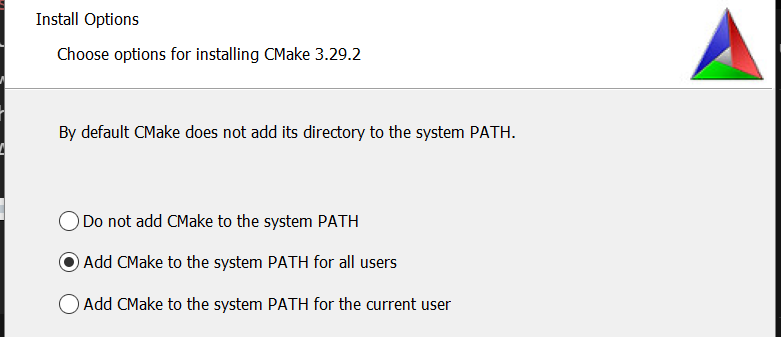 Install Options
Choose options for installing CMake 3.29.2
By default CMake does not add its directory to the system PATH.
Do not add CMake to the system PATH
Add CMake to the system PATH for all users
Add CMake to the system PATH for the current user